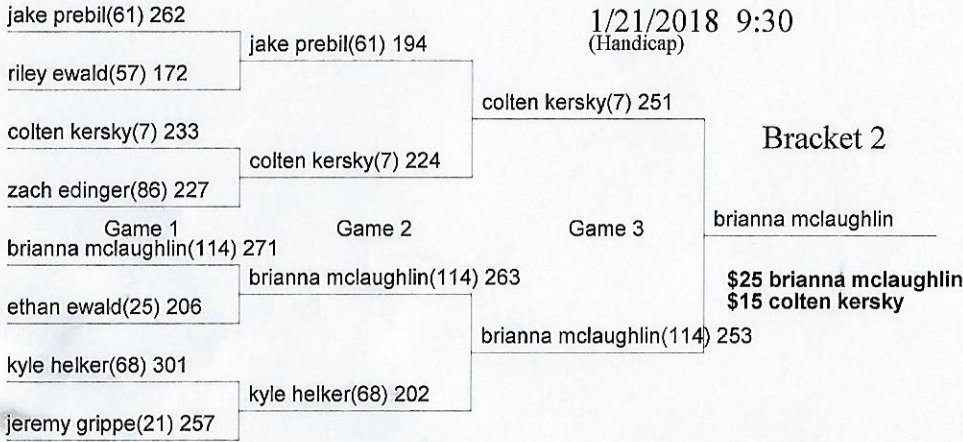 1/21/2018 9:30
(Handicap)
Bracket 2
jake prebil(61) 262
riley ewald(57) 172
colten kersky(7) 233
zach edinger(86) 227
Game 1
brianna mclaughlin(114) 271
ethan ewald(25) 206
kyle helker(68) 301
jeremy grippe(21) 257
jake prebil(61) 194
colten kersky(7) 224
Game 2
brianna mclaughlin(114) 263
kyle helker(68) 202
colten kersky(7) 251
Game 3
brianna mclaughlin(114) 253
brianna mclaughlin
$25 brianna mclaughlin
$15 colten kersky